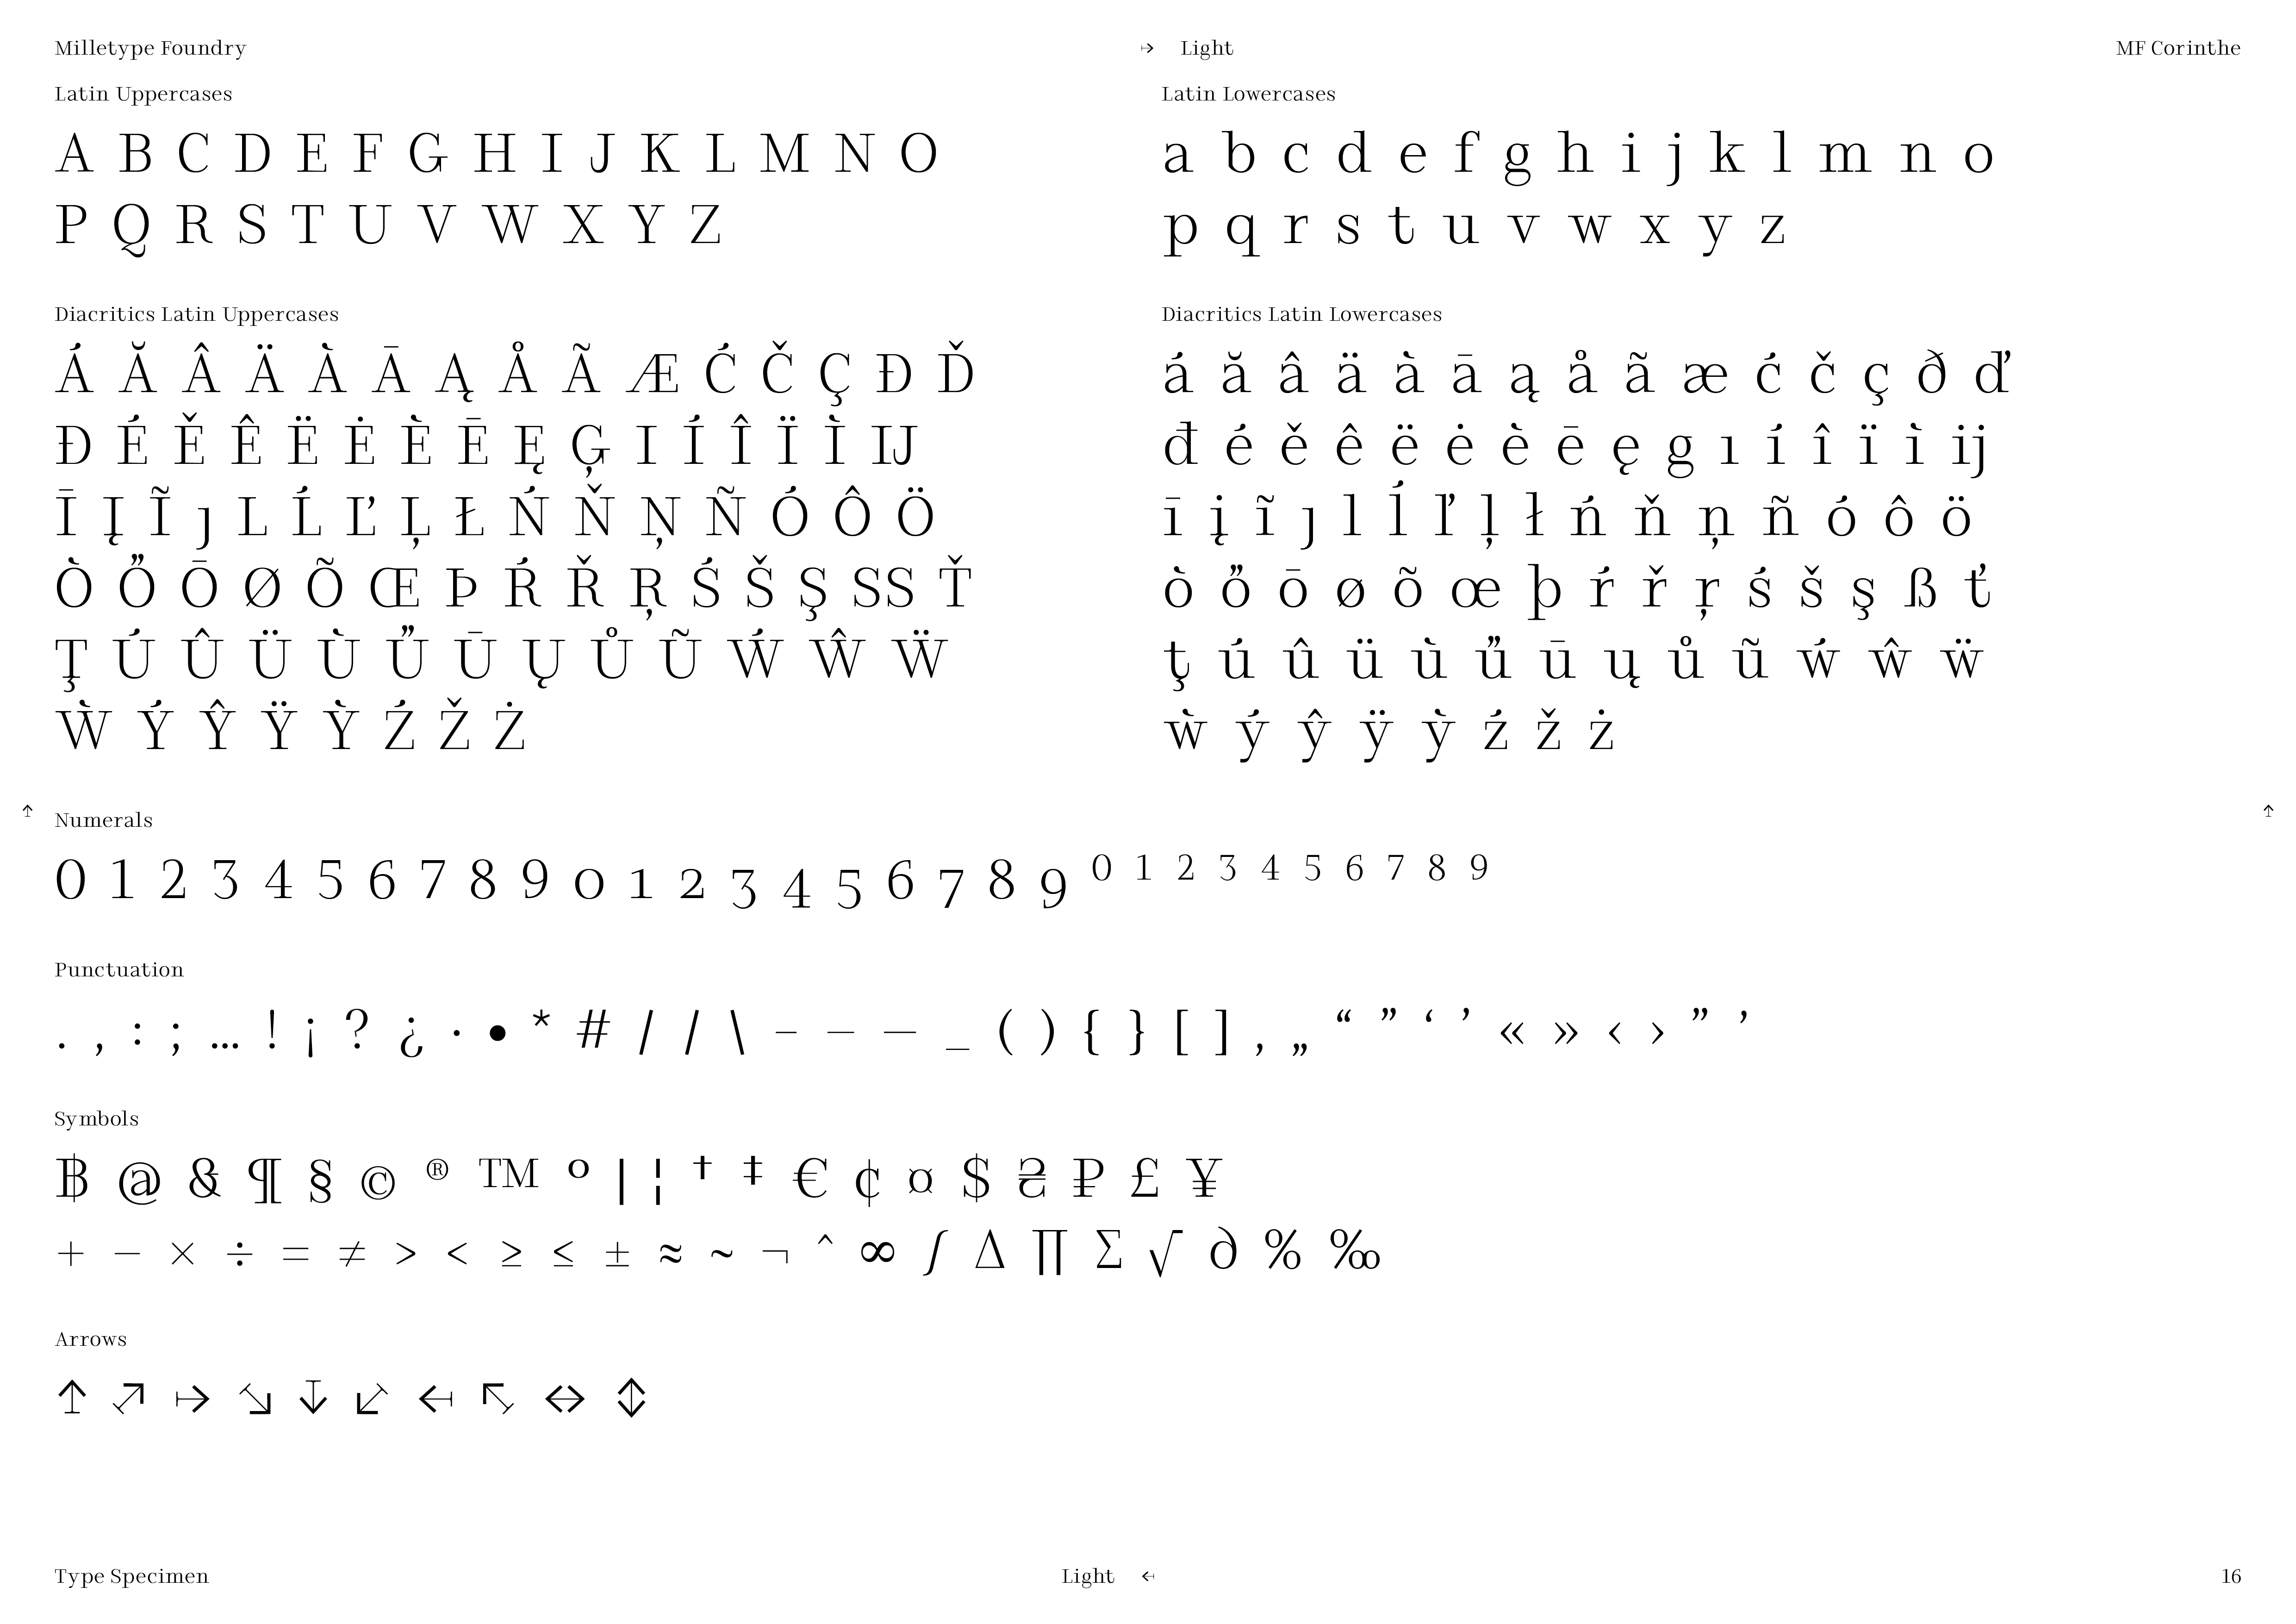 Milletype Foundry
↦ Light
MF Corinthe
Latin Uppercases
A B C D E F G H I J K L M N O
P Q R S T U V W X Y Z
Latin Lowercases
a b c d e f g h i j k l m n o
p q r s t u v w x y z
Diacritics Latin Uppercases
Á Ă Â Ä À Ā Ą Å Ã Æ Ć Č Ç Ð Ď
Đ É Ě Ê Ë Ė È Ē Ę Ģ I Í Î Ï Ì IJ
Ī Į Ĩ ȷ L Ĺ Ľ Ļ Ł Ń Ň Ņ Ñ Ó Ô Ö
Ò Ő Ō Ø Õ Œ Þ Ŕ Ř Ŗ Ś Š Ş SS Ť
Ţ Ú Û Ü Ù Ű Ū Ų Ů Ũ Ẃ Ŵ Ẅ
Ẁ Ý Ŷ Ÿ Ỳ Ź Ž Ż
Diacritics Latin Lowercases
á ă â ä à ā ą å ã æ ć č ç ð ď
đ é ě ê ë ė è ē ę g ı í î ï ì ij
ī į ĩ ȷ l ĺ ľ ļ ł ń ň ņ ñ ó ô ö
ò ő ō ø õ œ þ ŕ ř ŗ ś š ş ß ť
ţ ú û ü ù ű ū ų ů ũ ẃ ŵ ẅ
ẁ ý ŷ ÿ ỳ ź ž ż
↑ Numerals ↑
0 1 2 3 4 5 6 7 8 9 0 1 2 3 4 5 6 7 8 9 ⁰ ¹ ² ³ ⁴ ⁵ ⁶ ⁷ ⁸ ⁹
Punctuation
. , : ; … ! ¡ ? ¿ · • * # / / \ - – — _ ( ) { } [ ] ‚ „ “ ” ‘ ’ « » ‹ › ” ’
Symbols
฿ @ & ¶ § © ® ™ º | ¦ † ‡ € ¢ ¤ $ ₴ ₽ £ ¥
+ − × ÷ = ≠ > < ≥ ≤ ± ≈ ~ ¬ ^ ∞ ∫ ∆ ∏ ∑ √ ∂ % ‰
Arrows
↑ ↗ ↦ ↘ ↓ ↙ ↤ ↖ ↔ ↕
Type Specimen
Light ↤
16